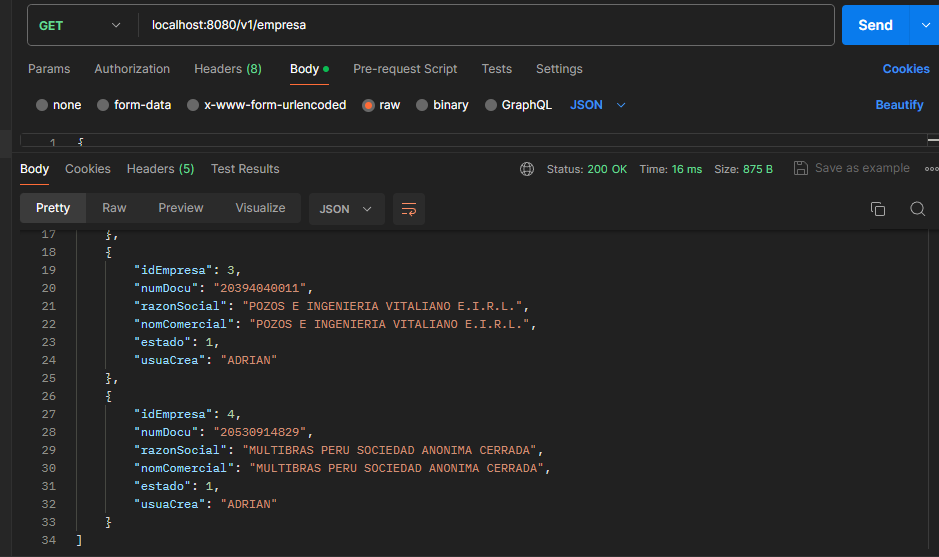 GET localhost:8080/v1/empresa Send
Params Authorization Headers (8) Body Pre-request Script Tests Settings Cookies
none form-data x-www-form-urlencoded raw binary GraphQL JSON Beautify
1 {
Body Cookies Headers (5) Test Results Status: 200 OK Time: 16 ms Size: 875 B Save as example
Pretty Raw Preview Visualize JSON
17 },
18 {
19 "idEmpresa": 3,
20 "numDocu": "20394040011",
21 "razonSocial": "POZOS E INGENIERIA VITALIANO E.I.R.L.",
22 "nomComercial": "POZOS E INGENIERIA VITALIANO E.I.R.L.",
23 "estado": 1,
24 "usuaCrea": "ADRIAN"
25 },
26 {
27 "idEmpresa": 4,
28 "numDocu": "20530914829",
29 "razonSocial": "MULTIBRAS PERU SOCIEDAD ANONIMA CERRADA",
30 "nomComercial": "MULTIBRAS PERU SOCIEDAD ANONIMA CERRADA",
31 "estado": 1,
32 "usuaCrea": "ADRIAN"
33 }
34 ]